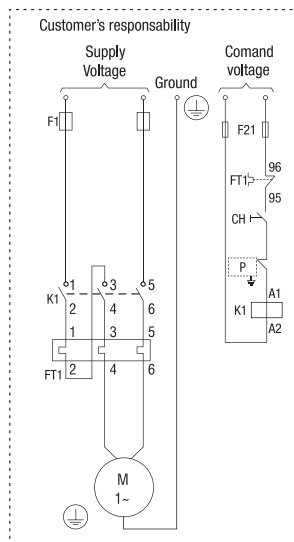 Customer's responsability
Supply
Voltage
Ground
Comand
voltage
F1
F21
96
FT1
95
CH
P
1 3 5
K1
2 4 6
A1
K1
A2
1 3 5
FT1
2 4 6
M
1~